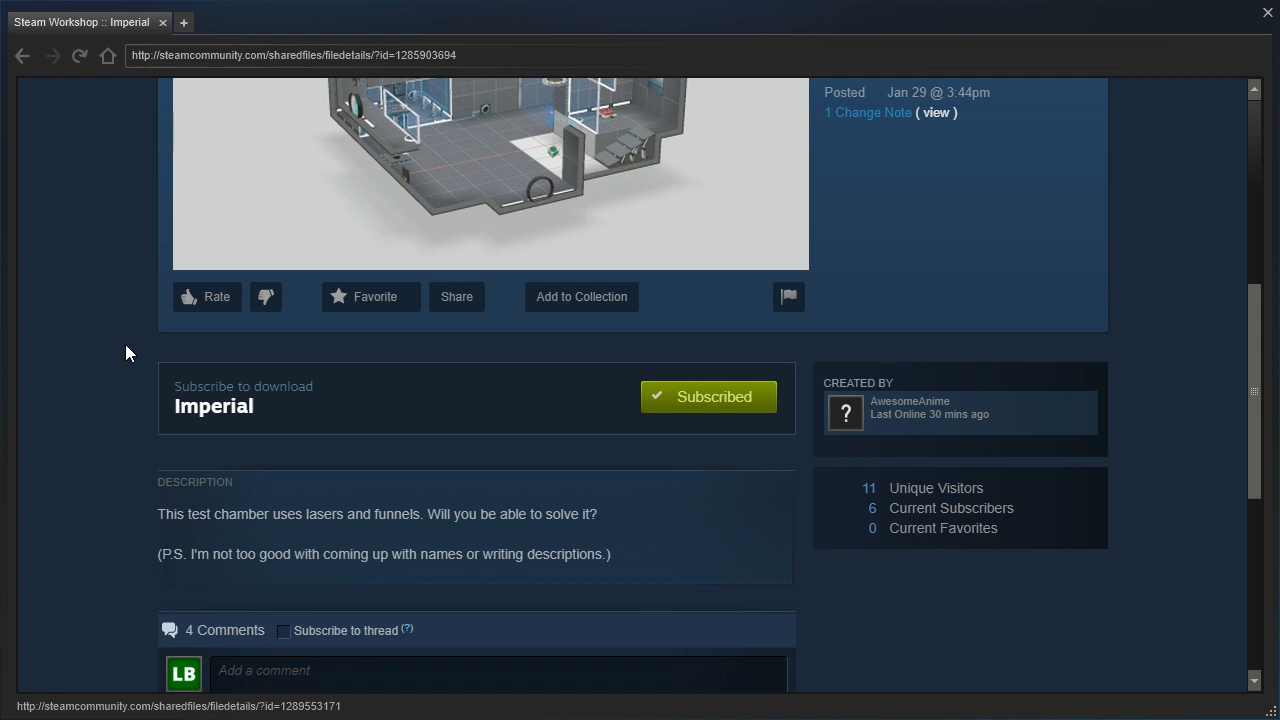 Steam Workshop :: Imperial
http://steamcommunity.com/sharedfiles/filedetails/?id=1285903694
Posted Jan 29 @ 3:44pm
1 Change Note ( view )
Rate
Favorite
Share
Add to Collection
Subscribe to download
Imperial
Subscribed
CREATED BY
AwesomeAnime
Last Online 30 mins ago
11 Unique Visitors
6 Current Subscribers
0 Current Favorites
DESCRIPTION
This test chamber uses lasers and funnels. Will you be able to solve it?
(P.S. I'm not too good with coming up with names or writing descriptions.)
4 Comments
Subscribe to thread (?)
LB
Add a comment
http://steamcommunity.com/sharedfiles/filedetails/?id=1289553171